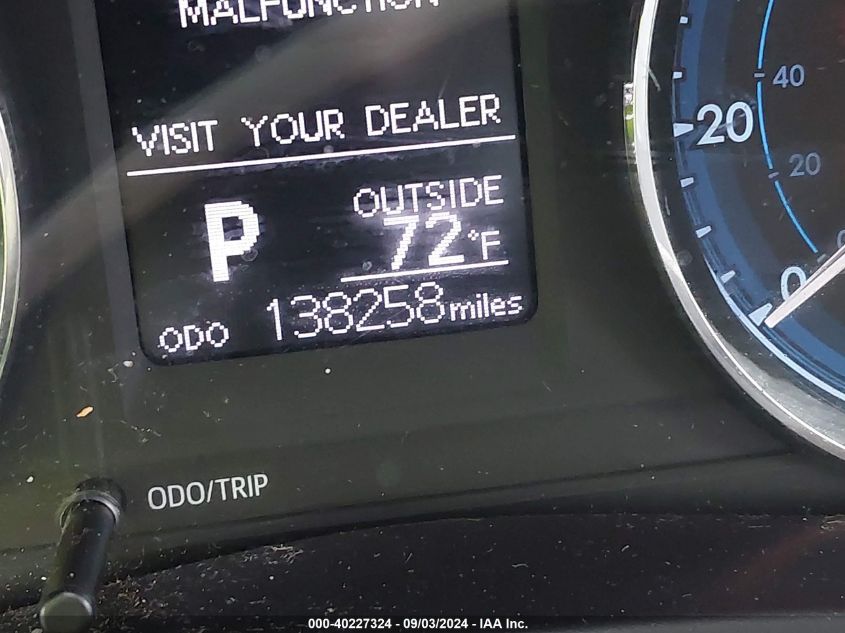 MALFUNCTION
VISIT YOUR DEALER
P
OUTSIDE
72°F
ODO 138258 miles
20
40
20
0
ODO/TRIP
000-40227324 - 09/03/2024 - IAA Inc.